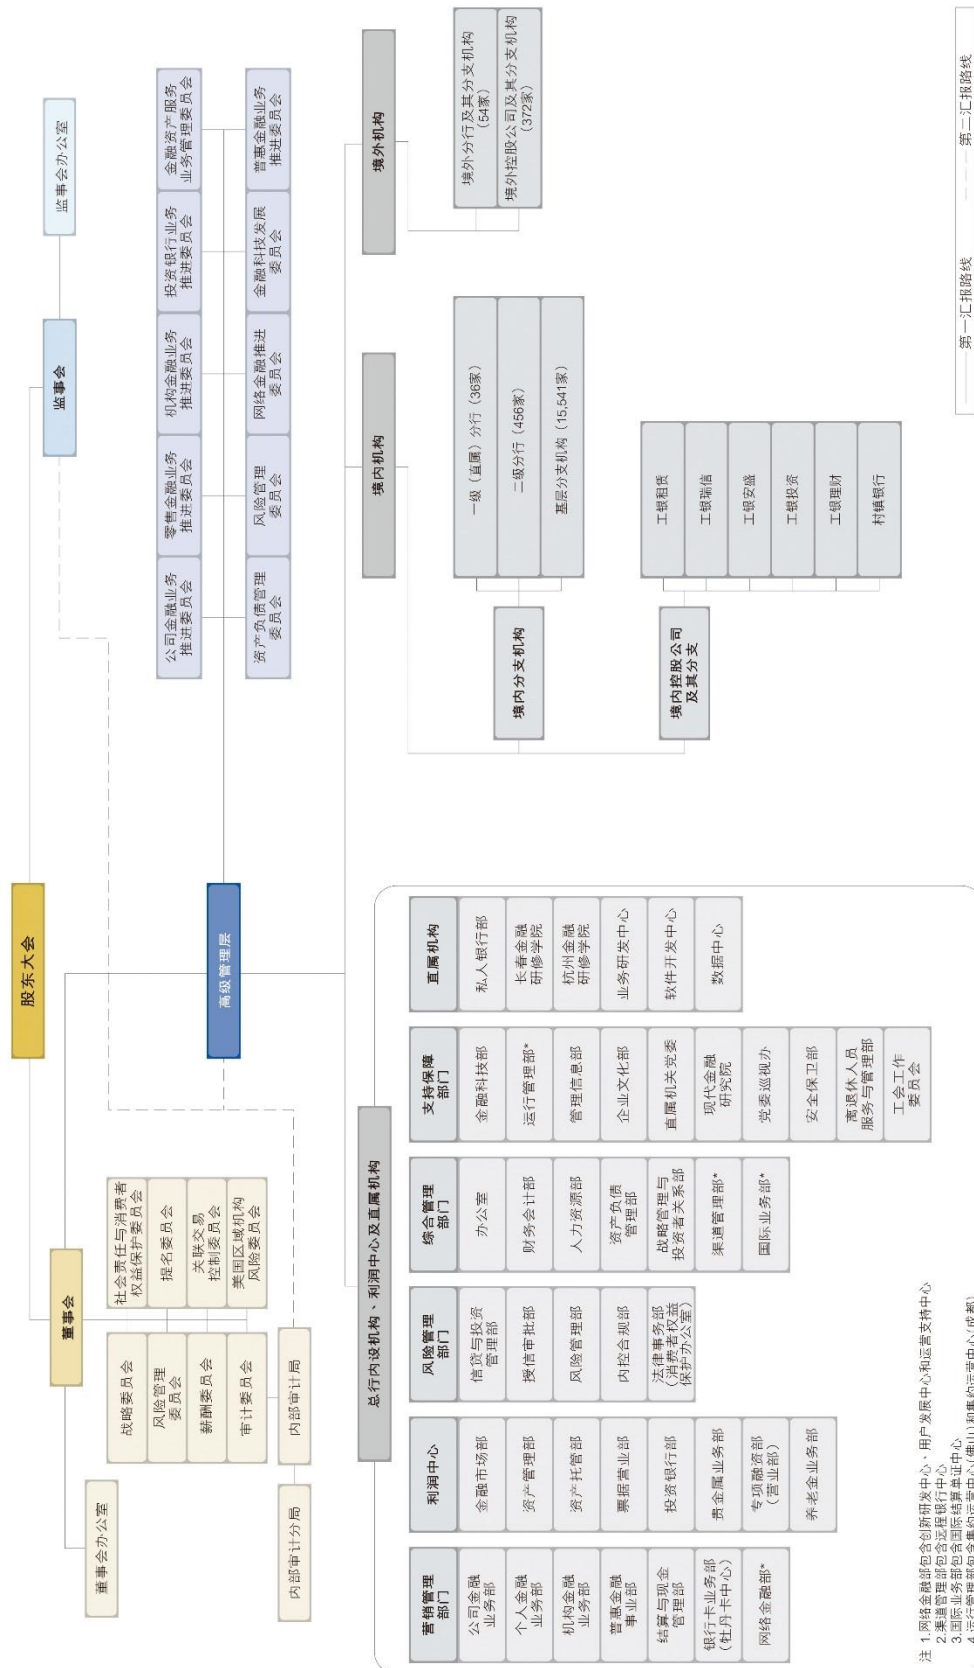 股东大会
董事会
监事会
董事会办公室
监事会办公室
战略委员会
社会责任与消费者
权益保护委员会
风险管理
委员会
提名委员会
薪酬委员会
关联交易
控制委员会
审计委员会
美国区域机构
风险委员会
内部审计分局
内部审计局
高级管理层
公司金融业务
推进委员会
零售金融业务
推进委员会
机构金融业务
推进委员会
投资银行业务
推进委员会
金融资产服务
业务管理委员会
资产负债管理
委员会
风险管理
委员会
网络金融推进
委员会
金融科技发展
委员会
普惠金融业务
推进委员会
总行内设机构、利润中心及直属机构
境内机构
境外机构
营销管理
部门
公司金融
业务部
个人金融
业务部
机构金融
业务部
普惠金融
事业部
结算与现金
管理部
银行卡业务部
(牡丹卡中心)
网络金融部*
利润中心
金融市场部
资产管理部
资产托管部
票据营业部
投资银行部
贵金属业务部
专项融资部
(营业部)
养老金业务部
风险管理
部门
信贷与投资
管理部
授信审批部
风险管理部
内控合规部
法律事务部
(消费者权益
保护办公室)
综合管理
部门
办公室
财务会计部
人力资源部
资产负债
管理部
战略管理与
投资者关系部
渠道管理部*
国际业务部*
支持保障
部门
金融科技部
运行管理部*
管理信息部
企业文化部
直属机关党委
现代金融
研究院
党委巡视办
安全保卫部
离退休人员
服务与管理部
工会工作
委员会
直属机构
私人银行部
长春金融
研修学院
杭州金融
研修学院
业务研发中心
软件开发中心
数据中心
境内分支机构
一级(直属)分行(36家)
二级分行(456家)
基层分支机构(15,541家)
境内控股公司
及其分支
工银租赁
工银瑞信
工银安盛
工银投资
工银理财
村镇银行
境外分行及其分支机构
(54家)
境外控股公司及其分支机构
(372家)
注 1.网络金融部包含创新研发中心、用户发展中心和运营支持中心
2.渠道管理部包含远程银行中心
3.国际业务部包含国际结算单证中心
4.运行管理部包含集约运营中心(佛山)和集约运营中心(成都)
第一汇报路线
第二汇报路线